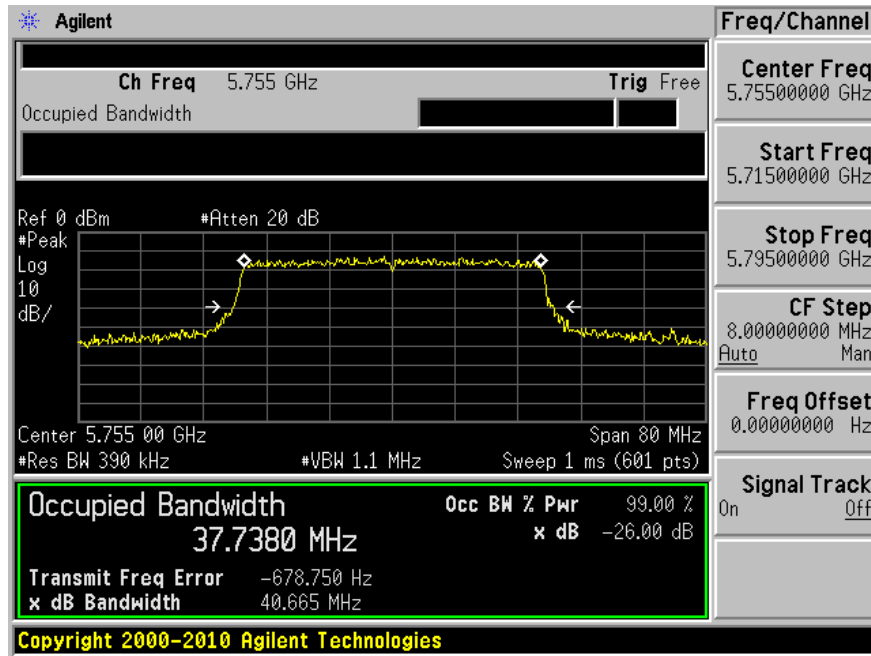 Agilent
Freq/Channel
Ch Freq 5.755 GHz Trig Free
Occupied Bandwidth
Center Freq
5.75500000 GHz
Start Freq
5.71500000 GHz
Stop Freq
5.79500000 GHz
CF Step
8.00000000 MHz
Auto Man
Freq Offset
0.00000000 Hz
Signal Track
On Off
Ref 0 dBm #Atten 20 dB
#Peak
Log
10
dB/
Center 5.755 00 GHz Span 80 MHz
#Res BW 390 kHz #VBW 1.1 MHz Sweep 1 ms (601 pts)
Occupied Bandwidth Occ BW % Pwr 99.00 %
37.7380 MHz x dB -26.00 dB
Transmit Freq Error -678.750 Hz
x dB Bandwidth 40.665 MHz
Copyright 2000-2010 Agilent Technologies